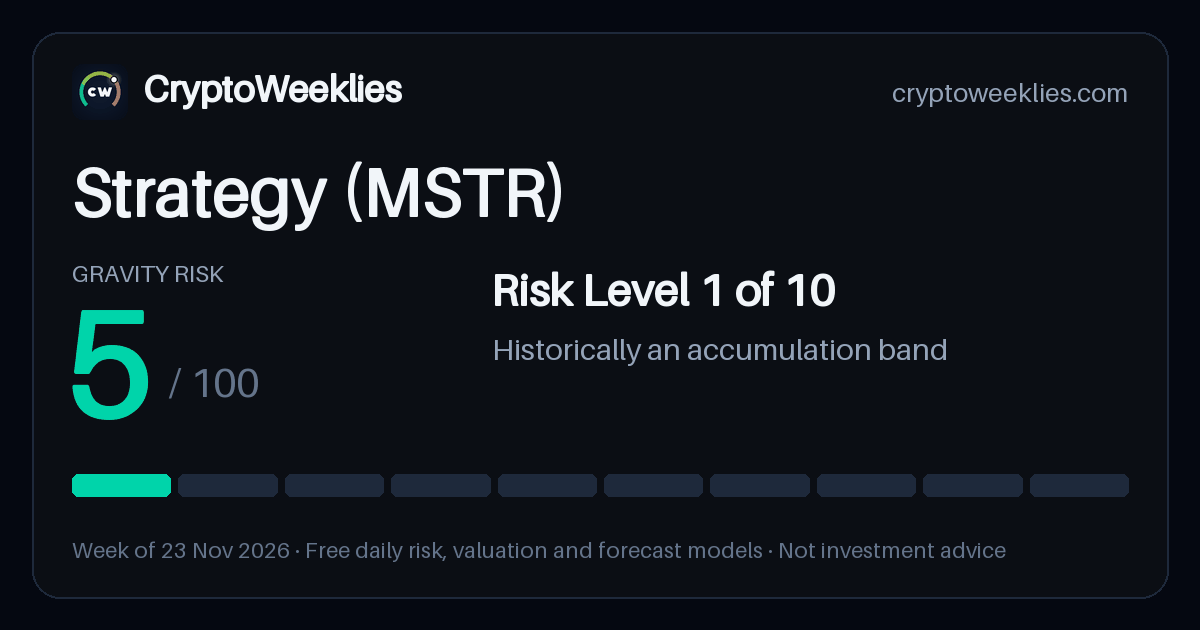 CW
CryptoWeeklies
cryptoweeklies.com
Strategy (MSTR)
GRAVITY RISK
5 / 100
Risk Level 1 of 10
Historically an accumulation band
Week of 23 Nov 2026 · Free daily risk, valuation and forecast models · Not investment advice